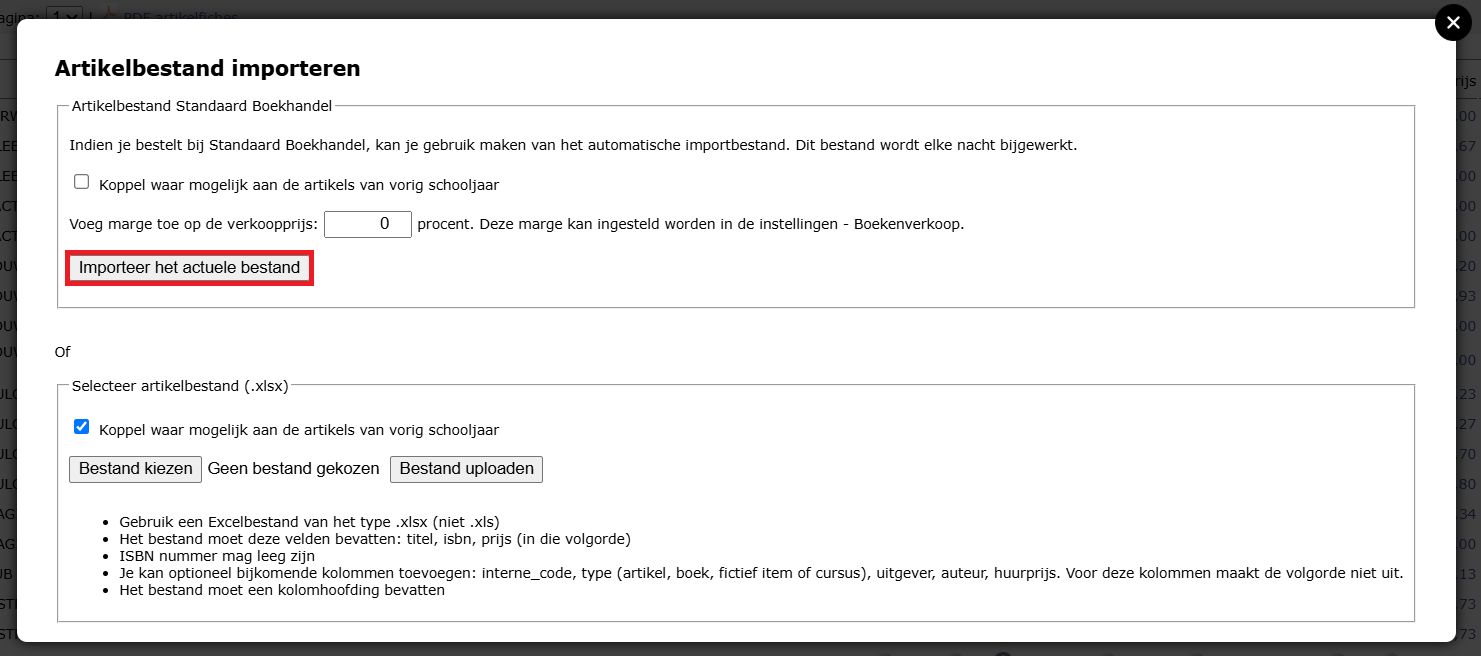 agina: 1 | PDF artikelfiches
Artikelbestand importeren
Artikelbestand Standaard Boekhandel
Indien je bestelt bij Standaard Boekhandel, kan je gebruik maken van het automatische importbestand. Dit bestand wordt elke nacht bijgewerkt.
Koppel waar mogelijk aan de artikels van vorig schooljaar
Voeg marge toe op de verkoopprijs: 0 procent. Deze marge kan ingesteld worden in de instellingen - Boekenverkoop.
Importeer het actuele bestand
Of
Selecteer artikelbestand (.xlsx)
Koppel waar mogelijk aan de artikels van vorig schooljaar
Bestand kiezen Geen bestand gekozen Bestand uploaden
Gebruik een Excelbestand van het type .xlsx (niet .xls)
Het bestand moet deze velden bevatten: titel, isbn, prijs (in die volgorde)
ISBN nummer mag leeg zijn
Je kan optioneel bijkomende kolommen toevoegen: interne_code, type (artikel, boek, fictief item of cursus), uitgever, auteur, huurprijs. Voor deze kolommen maakt de volgorde niet uit.
Het bestand moet een kolomhoofding bevatten